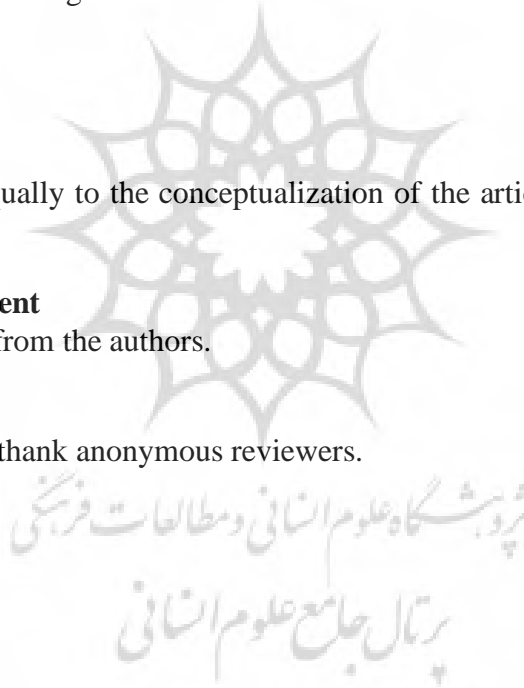 qually to the conceptualization of the artic
ent
from the authors.
thank anonymous reviewers.
پژوهشگاه علوم انسانی و مطالعات فرهنگی
پرتال جامع علوم انسانی